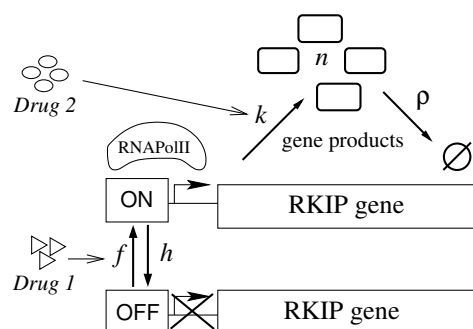 n
Drug 2
k
ρ
RNAPolII
gene products
ON
RKIP gene
f
h
Drug 1
OFF
RKIP gene